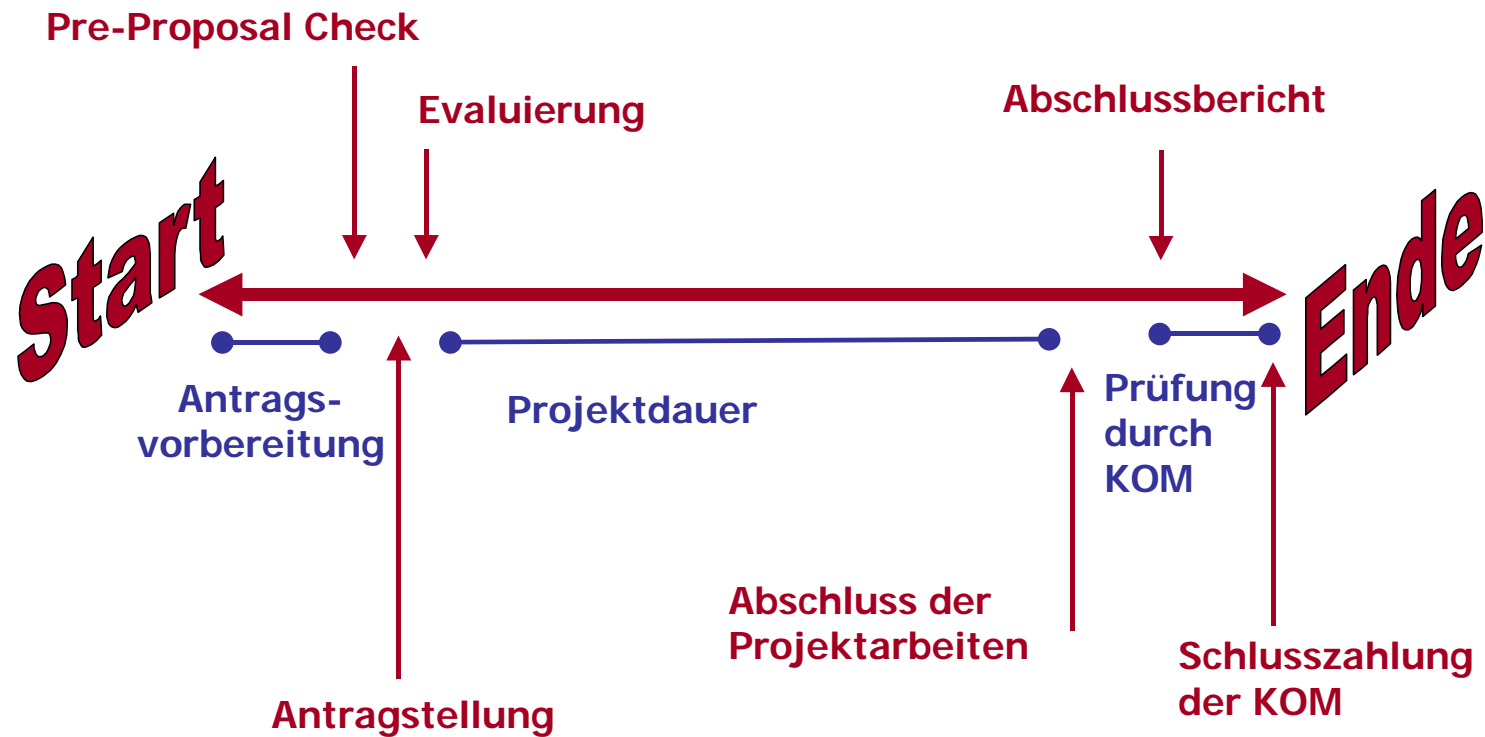 Pre-Proposal Check
Evaluierung
Abschlussbericht
Start
Ende
Antrags-
vorbereitung
Projektdauer
Prüfung
durch
KOM
Abschluss der
Projektarbeiten
Schlusszahlung
der KOM
Antragstellung